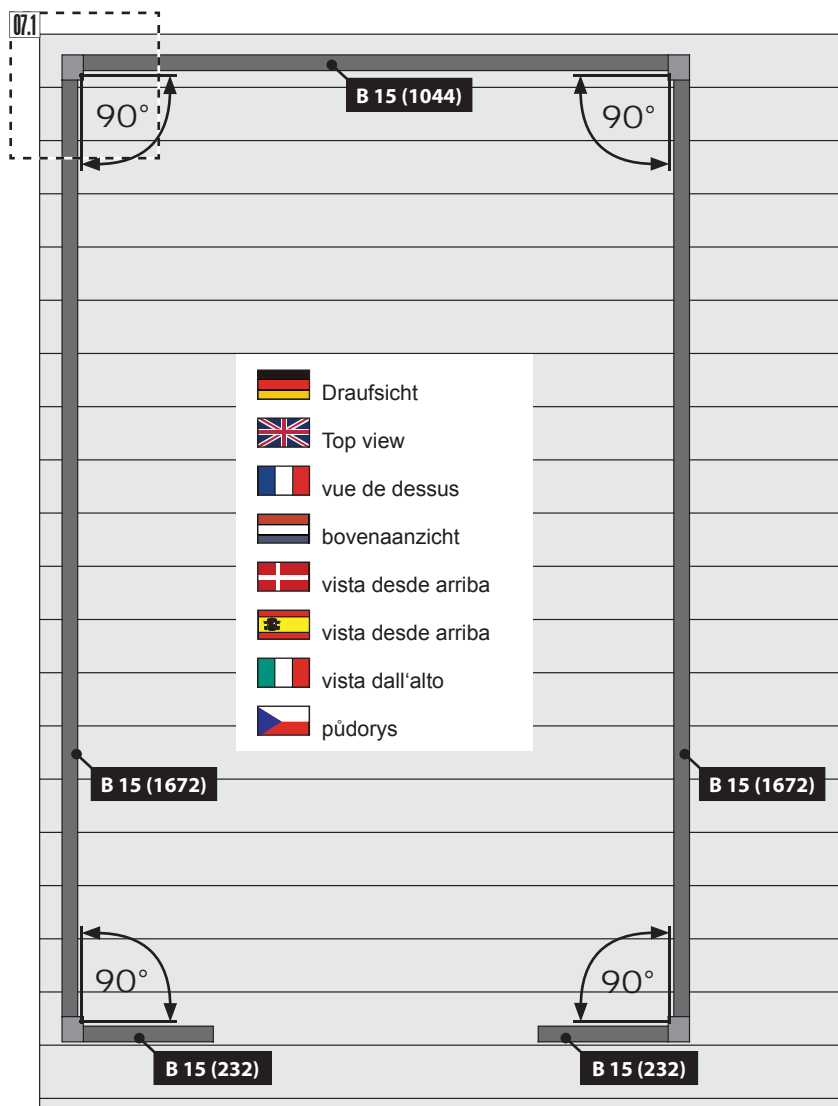 07.1
B 15 (1044)
90°
90°
Draufsicht
Top view
vue de dessus
bovenaanzicht
vista desde arriba
vista desde arriba
vista dall‘alto
půdorys
B 15 (1672)
B 15 (1672)
90°
90°
B 15 (232)
B 15 (232)